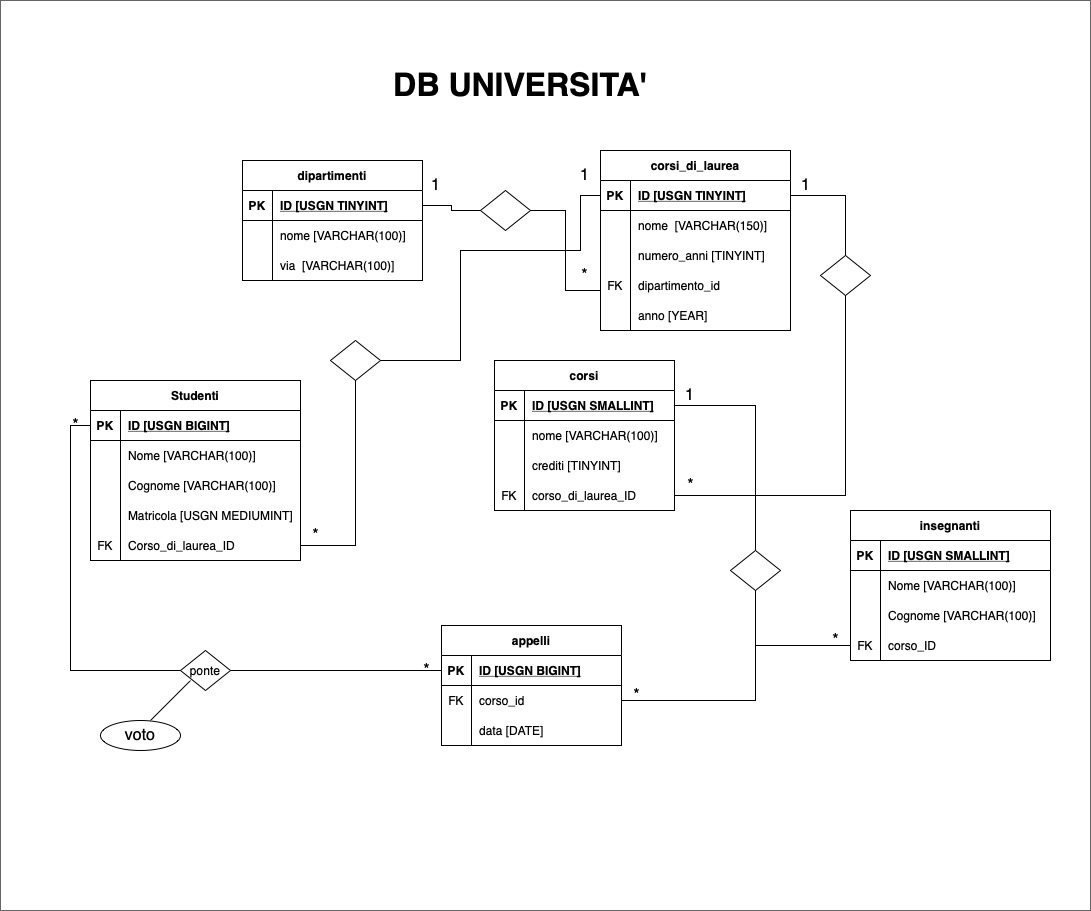 DB UNIVERSITA'
dipartimenti
PK ID [USGN TINYINT]
nome [VARCHAR(100)]
via [VARCHAR(100)]
1
*
1
corsi_di_laurea
PK ID [USGN TINYINT]
nome [VARCHAR(150)]
numero_anni [TINYINT]
FK dipartimento_id
anno [YEAR]
1
Studenti
PK ID [USGN BIGINT]
Nome [VARCHAR(100)]
Cognome [VARCHAR(100)]
Matricola [USGN MEDIUMINT]
FK Corso_di_laurea_ID
*
*
corsi
PK ID [USGN SMALLINT]
nome [VARCHAR(100)]
crediti [TINYINT]
FK corso_di_laurea_ID
1
*
insegnanti
PK ID [USGN SMALLINT]
Nome [VARCHAR(100)]
Cognome [VARCHAR(100)]
FK corso_ID
*
appelli
PK ID [USGN BIGINT]
FK corso_id
data [DATE]
*
*
ponte
voto